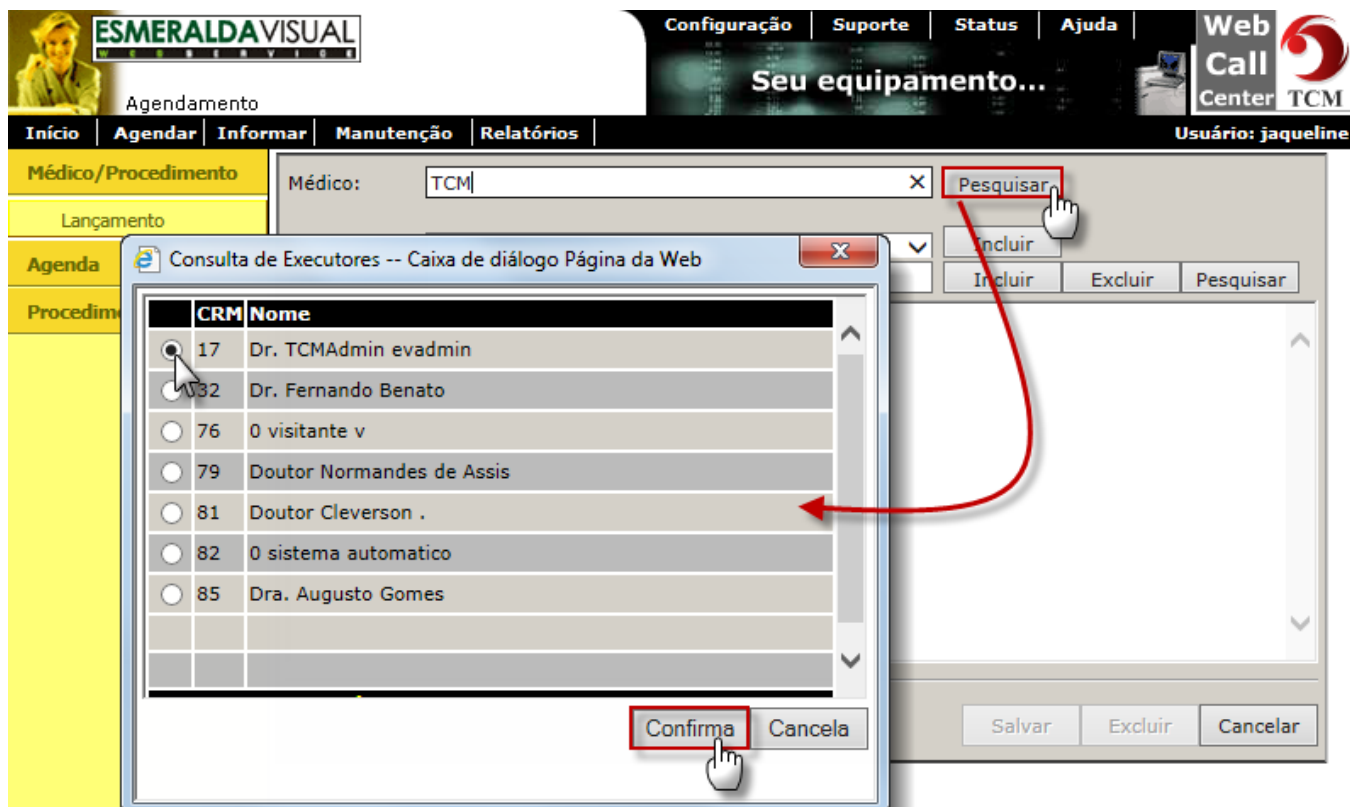 ESMERALDAVISUAL
WEB SERVICE
Agendamento
Configuração Suporte Status Ajuda
Seu equipamento...
Web
Call
Center TCM
Início Agendar Informar Manutenção Relatórios Usuário: jaqueline
Médico/Procedimento
Lançamento
Agenda
Procedim
Médico: TCM Pesquisar
Incluir
Incluir Excluir Pesquisar
Consulta de Executores -- Caixa de diálogo Página da Web
CRM Nome
17 Dr. TCMAdmin evadmin
32 Dr. Fernando Benato
76 0 visitante v
79 Doutor Normandes de Assis
81 Doutor Cleverson .
82 0 sistema automatico
85 Dra. Augusto Gomes
Confirma Cancela
Salvar Excluir Cancelar